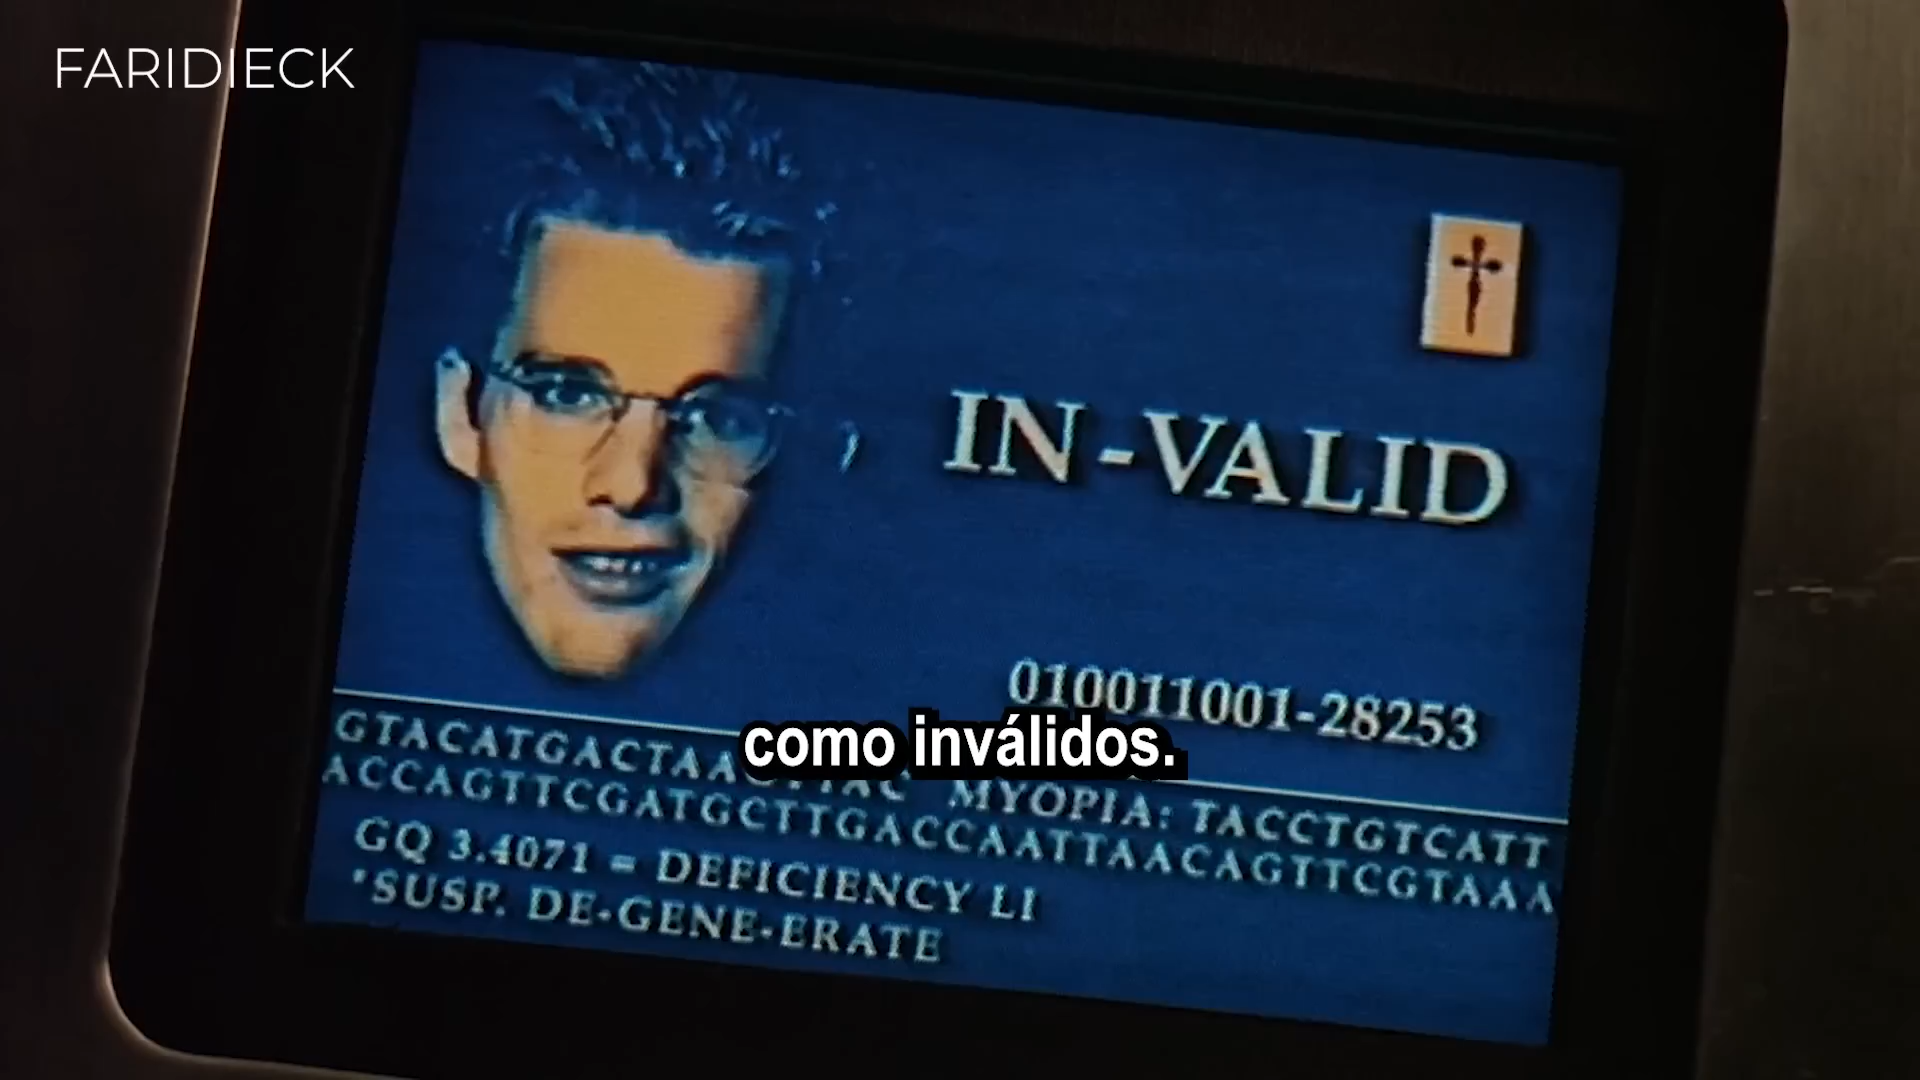 FARIDIECK
IN-VALID
010011001-28253
como inválidos.
GTACATGACTAA MYOPIA: TACCTGTCATT
ACCAGTTCGATGCTTGACCAATTAACAGTTCGTAAA
GQ 3.4071 = DEFICIENCY LI
*SUSP. DE-GENE-ERATE